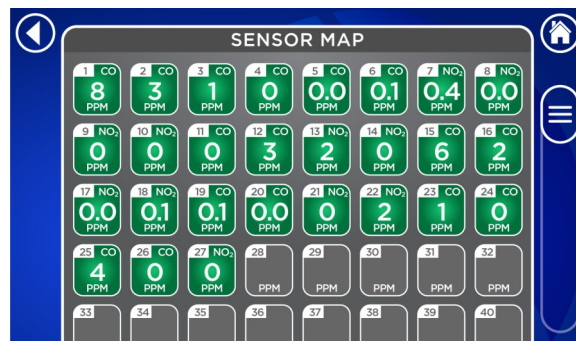 SENSOR MAP
1 CO 2 CO 3 CO 4 CO 5 CO 6 CO 7 NO₂ 8 NO₂
8 3 1 0 0.0 0.1 0.4 0.0
PPM PPM PPM PPM PPM PPM PPM PPM
9 NO₂ 10 NO₂ 11 CO 12 CO 13 NO₂ 14 NO₂ 15 CO 16 CO
0 0 0 3 2 0 6 2
PPM PPM PPM PPM PPM PPM PPM PPM
17 NO₂ 18 NO₂ 19 CO 20 CO 21 NO₂ 22 NO₂ 23 CO 24 CO
0.0 0.1 0.1 0.0 0 2 1 0
PPM PPM PPM PPM PPM PPM PPM PPM
25 CO 26 CO 27 NO₂ 28 29 30 31 32
4 0 0
PPM PPM PPM PPM PPM PPM PPM PPM
33 34 35 36 37 38 39 40